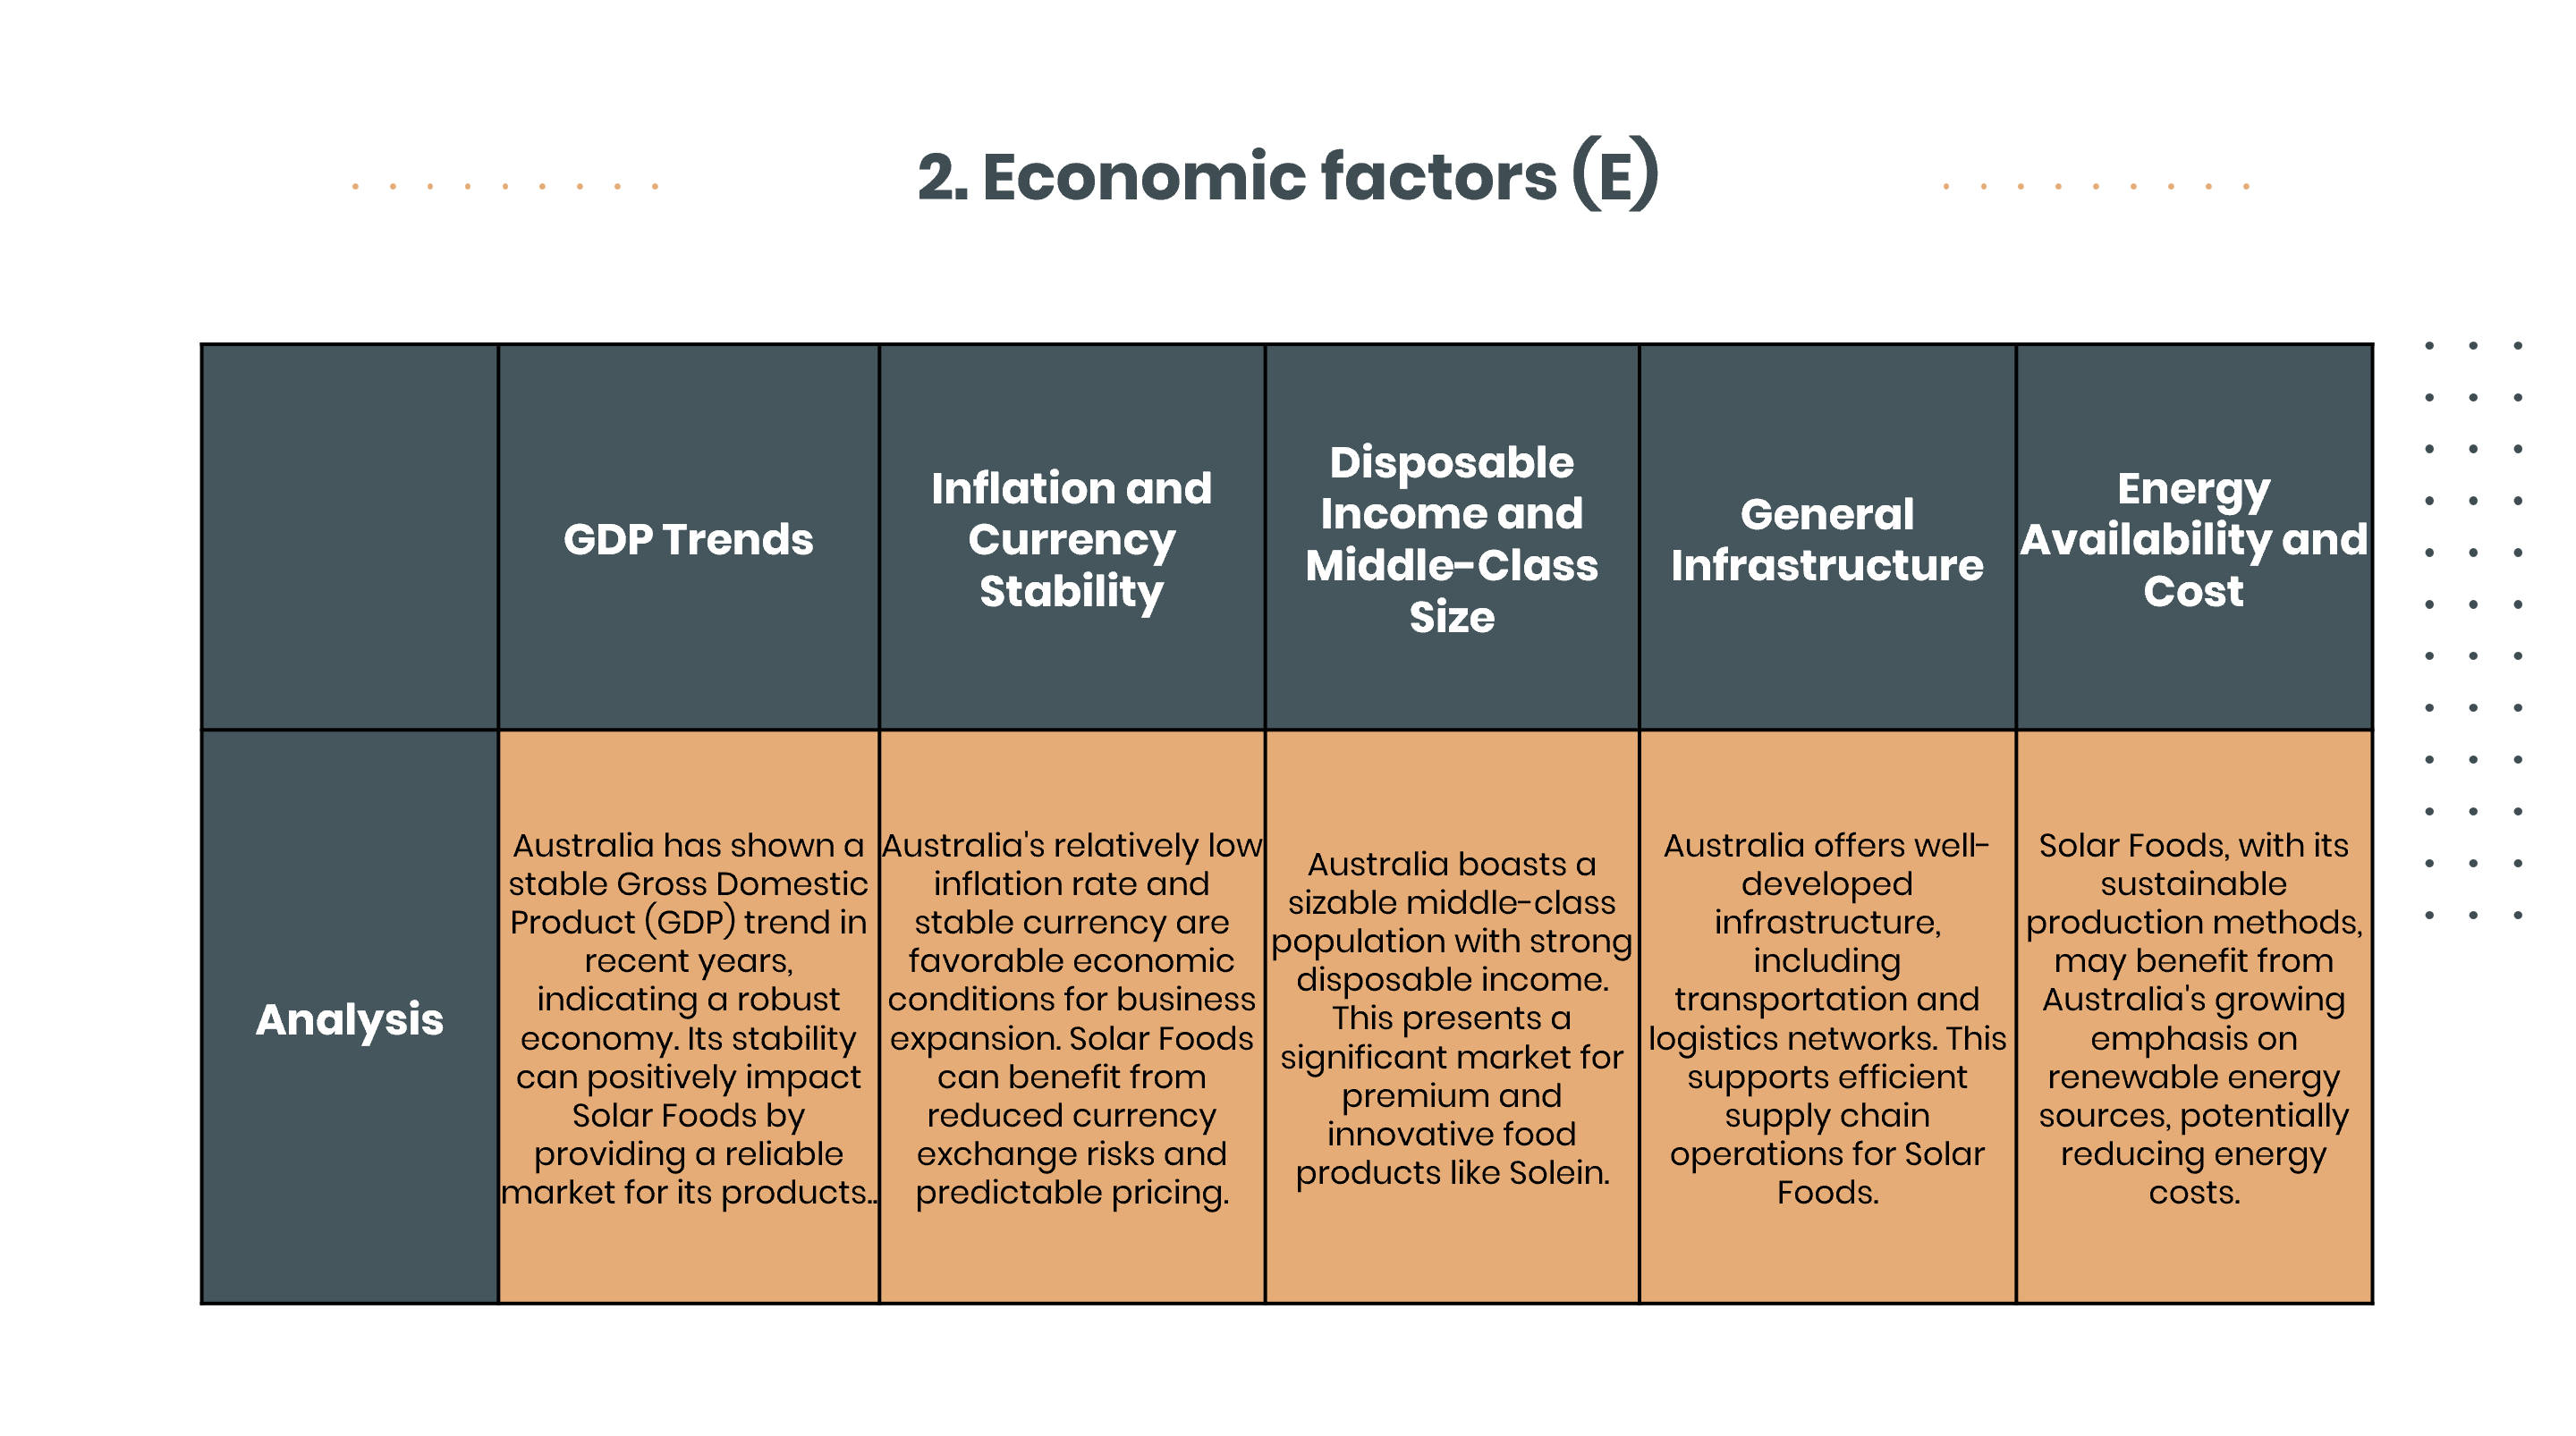 2. Economic factors (E)
GDP Trends
Inflation and
Currency
Stability
Disposable
Income and
Middle-Class
Size
General
Infrastructure
Energy
Availability and
Cost
Analysis
Australia has shown a
stable Gross Domestic
Product (GDP) trend in
recent years,
indicating a robust
economy. Its stability
can positively impact
Solar Foods by
providing a reliable
market for its products..
Australia's relatively low
inflation rate and
stable currency are
favorable economic
conditions for business
expansion. Solar Foods
can benefit from
reduced currency
exchange risks and
predictable pricing.
Australia boasts a
sizable middle-class
population with strong
disposable income.
This presents a
significant market for
premium and
innovative food
products like Solein.
Australia offers well-
developed
infrastructure,
including
transportation and
logistics networks. This
supports efficient
supply chain
operations for Solar
Foods.
Solar Foods, with its
sustainable
production methods,
may benefit from
Australia's growing
emphasis on
renewable energy
sources, potentially
reducing energy
costs.